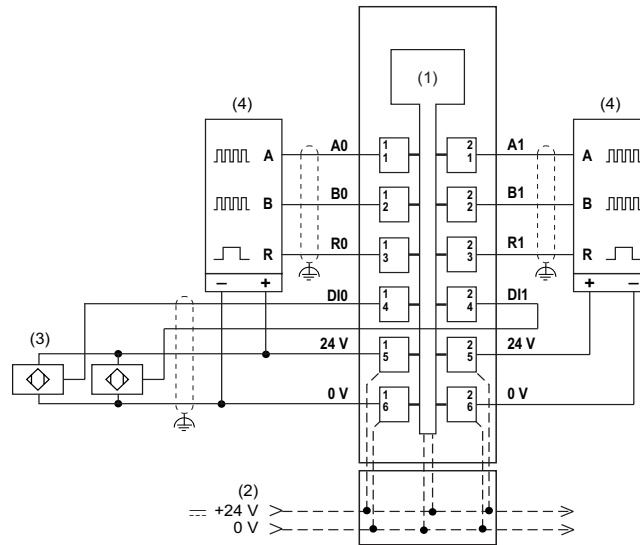 (1)
(4) (4)
A A0 1 1 2 1 A1 A
B B0 1 2 2 2 B1 B
R R0 1 3 2 3 R1 R
− + DI0 1 4 2 4 DI1 + −
(3) 24 V 1 5 2 5 24 V
0 V 1 6 2 6 0 V
(2)
+24 V
0 V